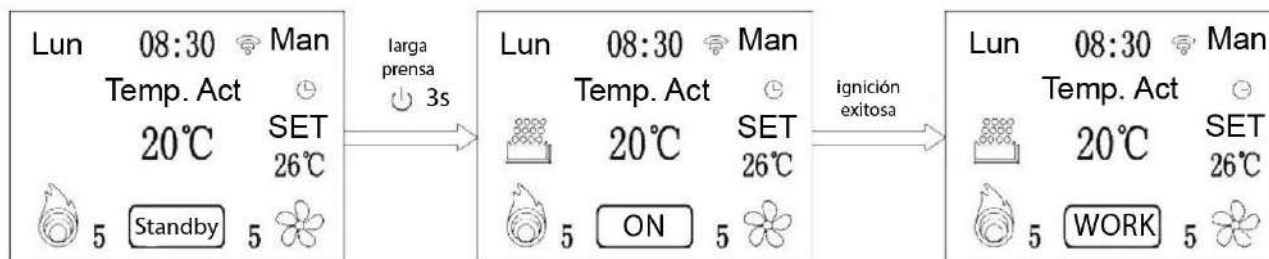 Lun 08:30 Man
Temp. Act
SET
20℃
26℃
5 Standby 5
larga
prensa
3s
Lun 08:30 Man
Temp. Act
SET
20℃
26℃
5 ON 5
ignición
exitosa
Lun 08:30 Man
Temp. Act
SET
20℃
26℃
5 WORK 5